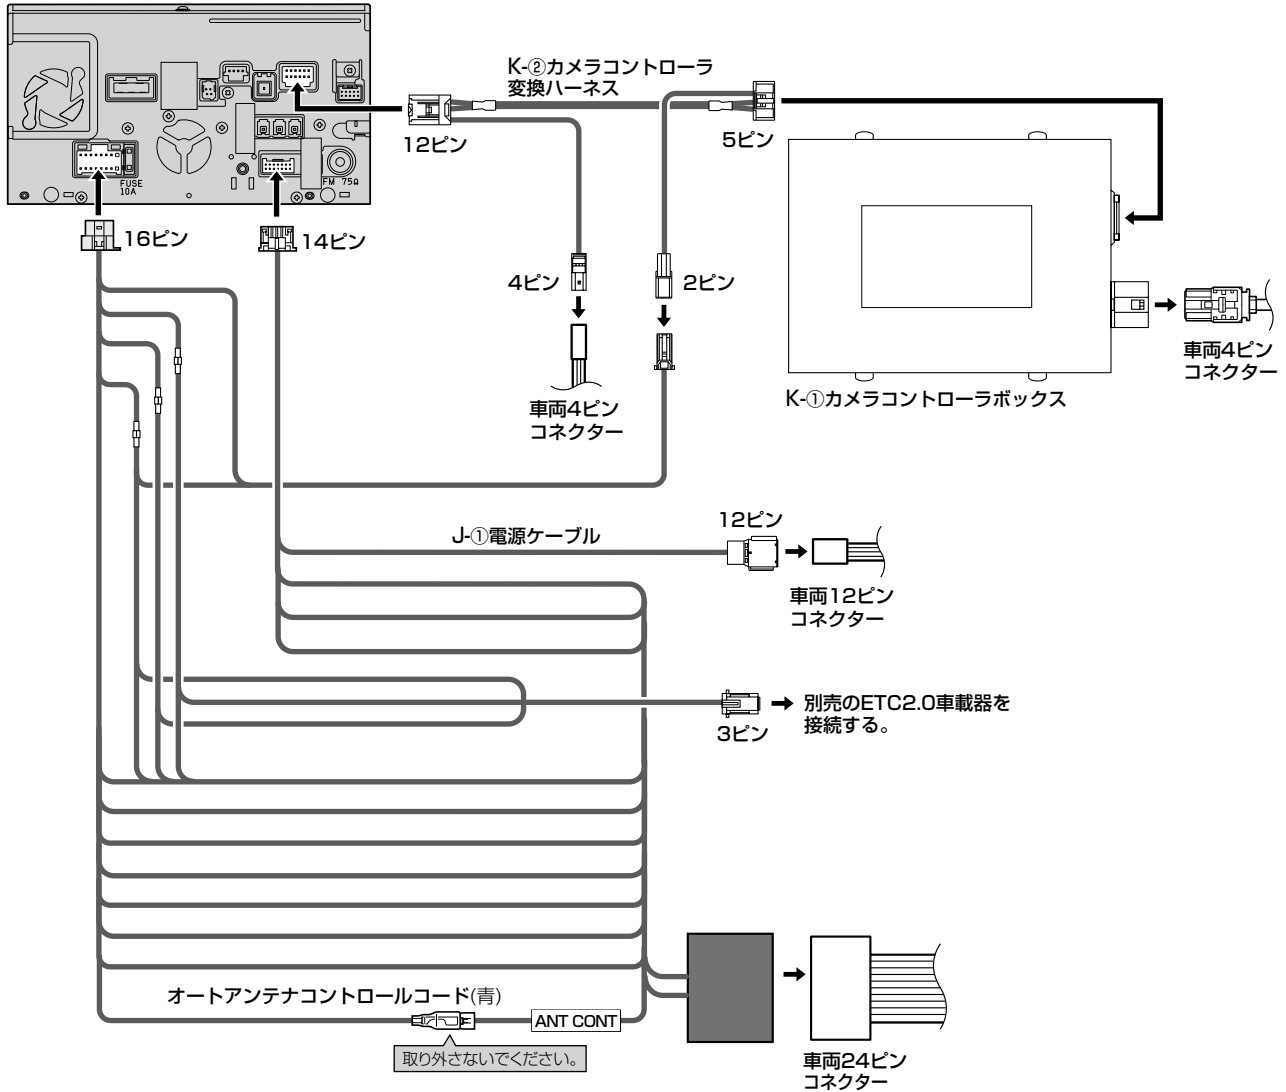 K-②カメラコントローラ
変換ハーネス
12ピン
5ピン
FUSE
10A
FM 75Ω
16ピン
14ピン
4ピン
2ピン
車両4ピン
コネクター
車両4ピン
コネクター
K-①カメラコントローラボックス
J-①電源ケーブル
12ピン
車両12ピン
コネクター
3ピン
別売のETC2.0車載器を
接続する。
オートアンテナコントロールコード(青)
ANT CONT
取り外さないでください。
車両24ピン
コネクター